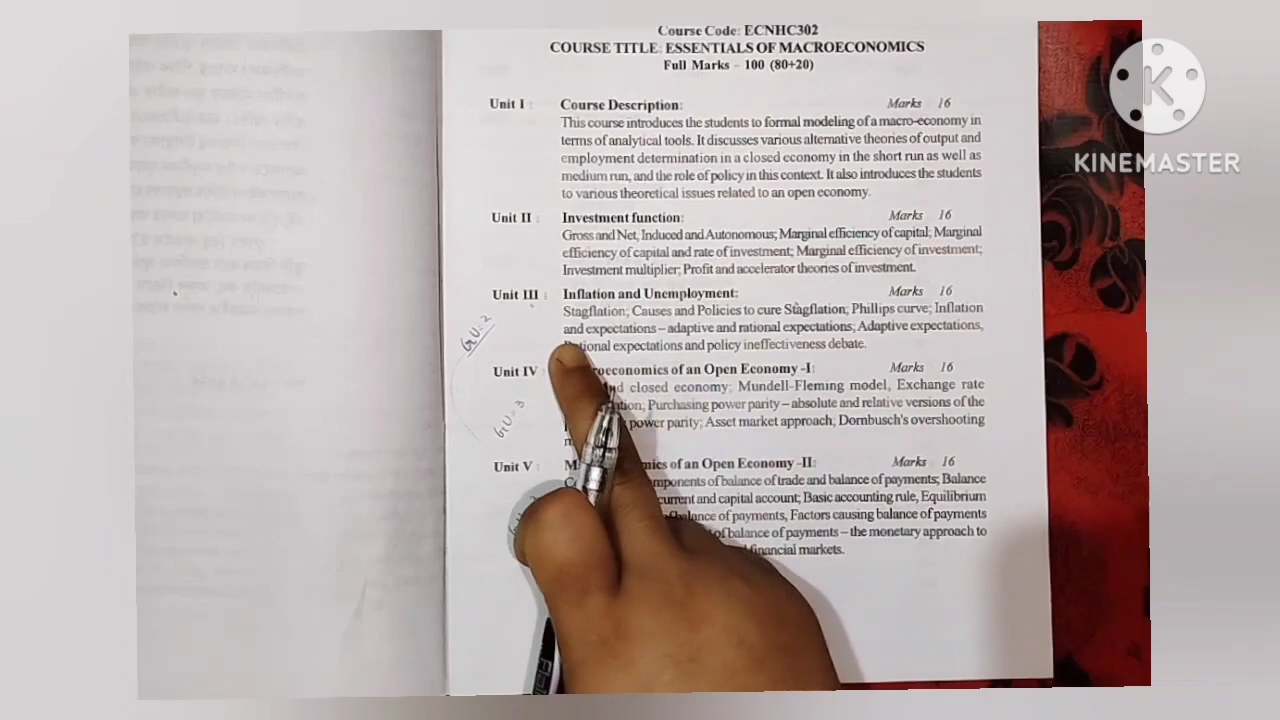 Course Code: ECNHC302
COURSE TITLE: ESSENTIALS OF MACROECONOMICS
Full Marks - 100 (80+20)
Unit I : Course Description: Marks 16
This course introduces the students to formal modeling of a macro-economy in
terms of analytical tools. It discusses various alternative theories of output and
employment determination in a closed economy in the short run as well as
medium run, and the role of policy in this context. It also introduces the students
to various theoretical issues related to an open economy.
Unit II : Investment function: Marks 16
Gross and Net, Induced and Autonomous; Marginal efficiency of capital; Marginal
efficiency of capital and rate of investment; Marginal efficiency of investment;
Investment multiplier; Profit and accelerator theories of investment.
Unit III : Inflation and Unemployment: Marks 16
Stagflation; Causes and Policies to cure Stagflation; Phillips curve; Inflation
and expectations – adaptive and rational expectations; Adaptive expectations,
expectations and policy ineffectiveness debate.
GU = 2
Unit IV : of an Open Economy -I: Marks 16
closed economy; Mundell-Fleming model, Exchange rate
Purchasing power parity – absolute and relative versions of the
power parity; Asset market approach; Dornbusch's overshooting
GU = 3
Unit V : of an Open Economy -II: Marks 16
of balance of trade and balance of payments; Balance
current and capital account; Basic accounting rule, Equilibrium
balance of payments, Factors causing balance of payments
of balance of payments – the monetary approach to
financial markets.
KINEMASTER